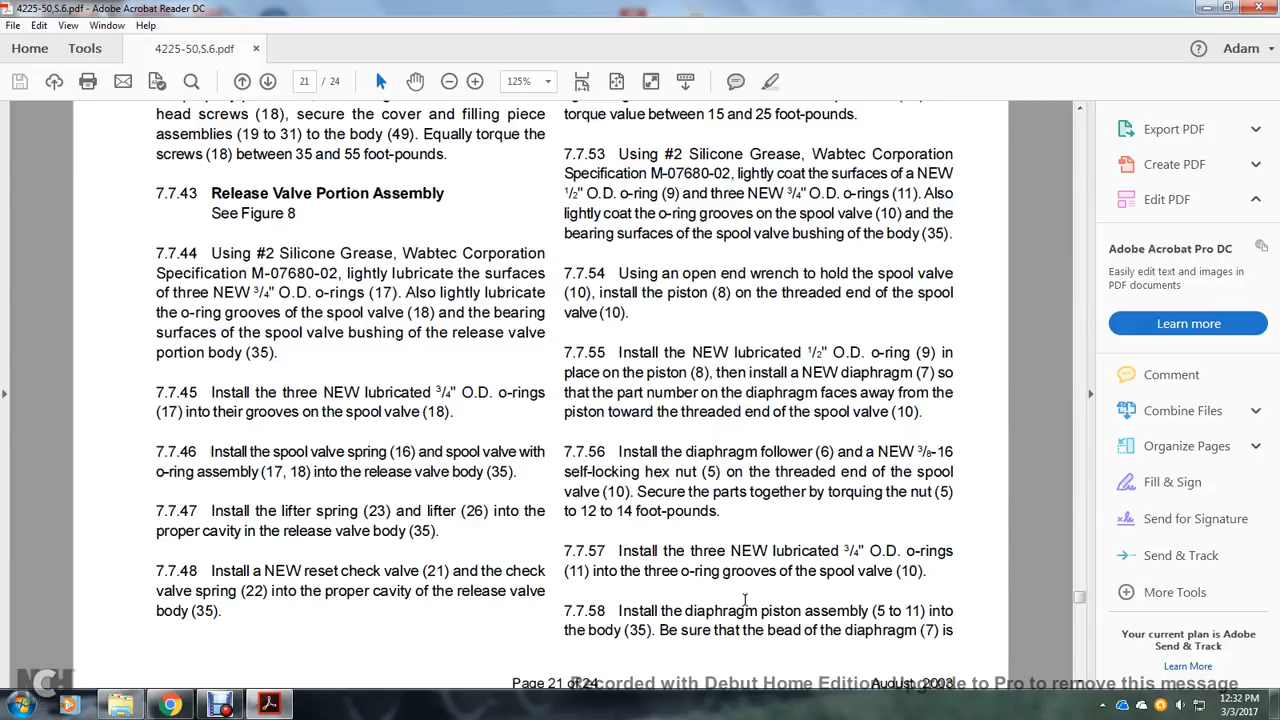 4225-50,S.6.pdf - Adobe Acrobat Reader DC
File Edit View Window Help
Home Tools 4225-50,S.6.pdf × Adam
21 / 24 125%
head screws (18), secure the cover and filling piece
assemblies (19 to 31) to the body (49). Equally torque the
screws (18) between 35 and 55 foot-pounds.
7.7.43 Release Valve Portion Assembly
See Figure 8
7.7.44 Using #2 Silicone Grease, Wabtec Corporation
Specification M-07680-02, lightly lubricate the surfaces
of three NEW 3/4" O.D. o-rings (17). Also lightly lubricate
the o-ring grooves of the spool valve (18) and the bearing
surfaces of the spool valve bushing of the release valve
portion body (35).
7.7.45 Install the three NEW lubricated 3/4" O.D. o-rings
(17) into their grooves on the spool valve (18).
7.7.46 Install the spool valve spring (16) and spool valve with
o-ring assembly (17, 18) into the release valve body (35).
7.7.47 Install the lifter spring (23) and lifter (26) into the
proper cavity in the release valve body (35).
7.7.48 Install a NEW reset check valve (21) and the check
valve spring (22) into the proper cavity of the release valve
body (35).
torque value between 15 and 25 foot-pounds.
7.7.53 Using #2 Silicone Grease, Wabtec Corporation
Specification M-07680-02, lightly coat the surfaces of a NEW
1/2" O.D. o-ring (9) and three NEW 3/4" O.D. o-rings (11). Also
lightly coat the o-ring grooves on the spool valve (10) and the
bearing surfaces of the spool valve bushing of the body (35).
7.7.54 Using an open end wrench to hold the spool valve
(10), install the piston (8) on the threaded end of the spool
valve (10).
7.7.55 Install the NEW lubricated 1/2" O.D. o-ring (9) in
place on the piston (8), then install a NEW diaphragm (7) so
that the part number on the diaphragm faces away from the
piston toward the threaded end of the spool valve (10).
7.7.56 Install the diaphragm follower (6) and a NEW 3/8-16
self-locking hex nut (5) on the threaded end of the spool
valve (10). Secure the parts together by torquing the nut (5)
to 12 to 14 foot-pounds.
7.7.57 Install the three NEW lubricated 3/4" O.D. o-rings
(11) into the three o-ring grooves of the spool valve (10).
7.7.58 Install the diaphragm piston assembly (5 to 11) into
the body (35). Be sure that the bead of the diaphragm (7) is
Page 21 of 24 August, 2003
Export PDF
Create PDF
Edit PDF
Adobe Acrobat Pro DC
Easily edit text and images in
PDF documents
Learn more
Comment
Combine Files
Organize Pages
Fill & Sign
Send for Signature
Send & Track
More Tools
Your current plan is Adobe
Send & Track
Learn More
NCH
Recorded with Debut Home Edition. Upgrade to Pro to remove this message
12:32 PM
3/3/2017